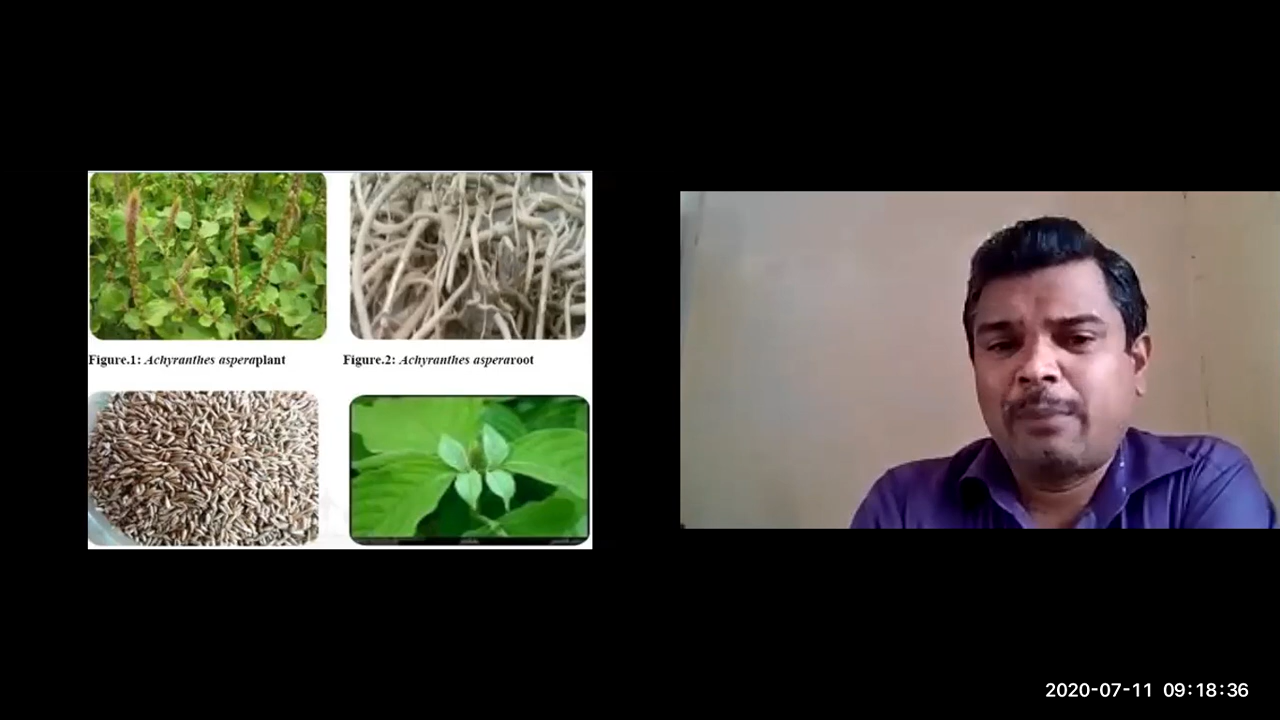 Figure.1: Achyranthes asperaplant
Figure.2: Achyranthes asperaroot
2020-07-11 09:18:36